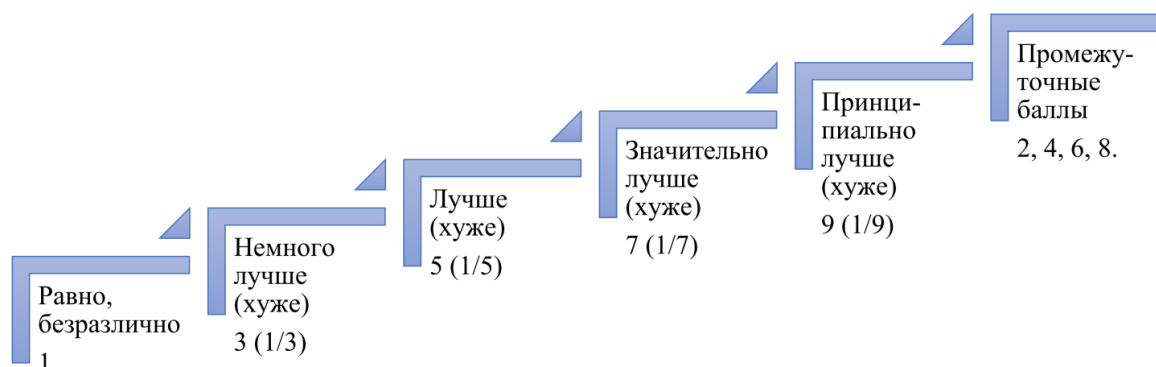 Равно,
безразлично
1
Немного
лучше
(хуже)
3 (1/3)
Лучше
(хуже)
5 (1/5)
Значительно
лучше
(хуже)
7 (1/7)
Принци-
пиально
лучше
(хуже)
9 (1/9)
Промежу-
точные
баллы
2, 4, 6, 8.